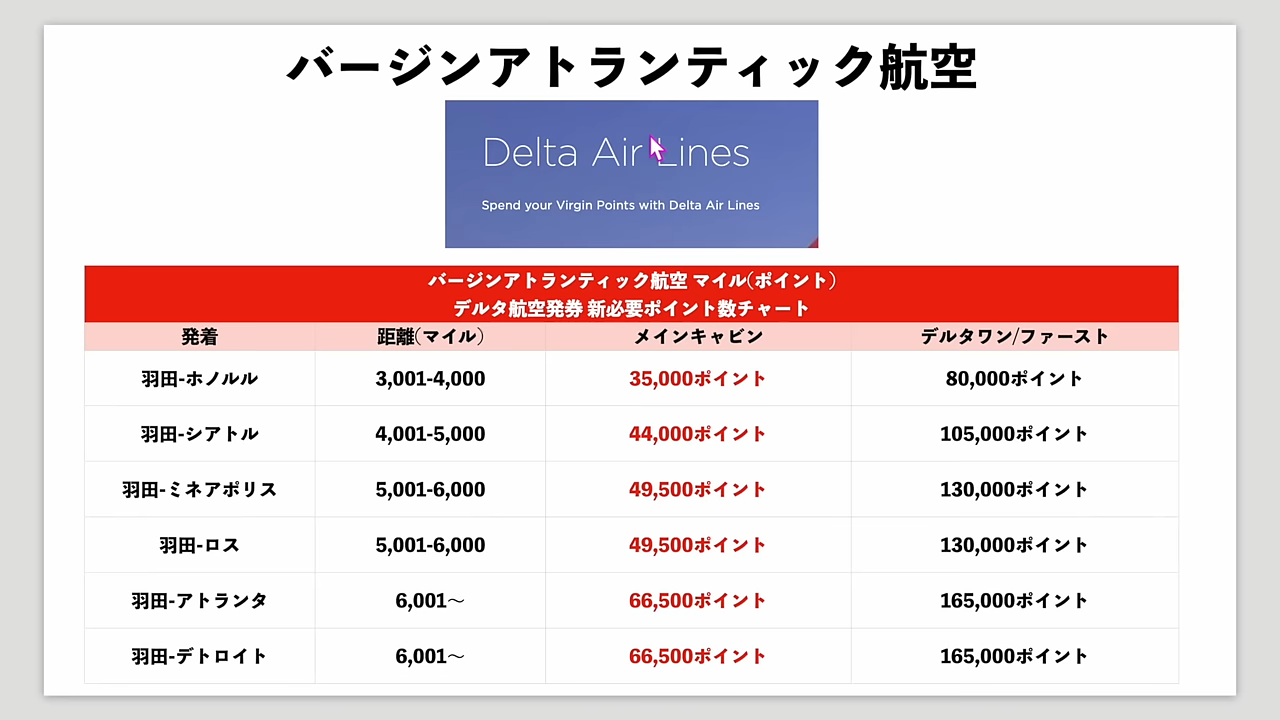 バージンアトランティック航空
Delta Air Lines
Spend your Virgin Points with Delta Air Lines
バージンアトランティック航空 マイル(ポイント)
デルタ航空発券 新必要ポイント数チャート
発着 距離(マイル) メインキャビン デルタワン/ファースト
羽田-ホノルル 3,001-4,000 35,000ポイント 80,000ポイント
羽田-シアトル 4,001-5,000 44,000ポイント 105,000ポイント
羽田-ミネアポリス 5,001-6,000 49,500ポイント 130,000ポイント
羽田-ロス 5,001-6,000 49,500ポイント 130,000ポイント
羽田-アトランタ 6,001〜 66,500ポイント 165,000ポイント
羽田-デトロイト 6,001〜 66,500ポイント 165,000ポイント